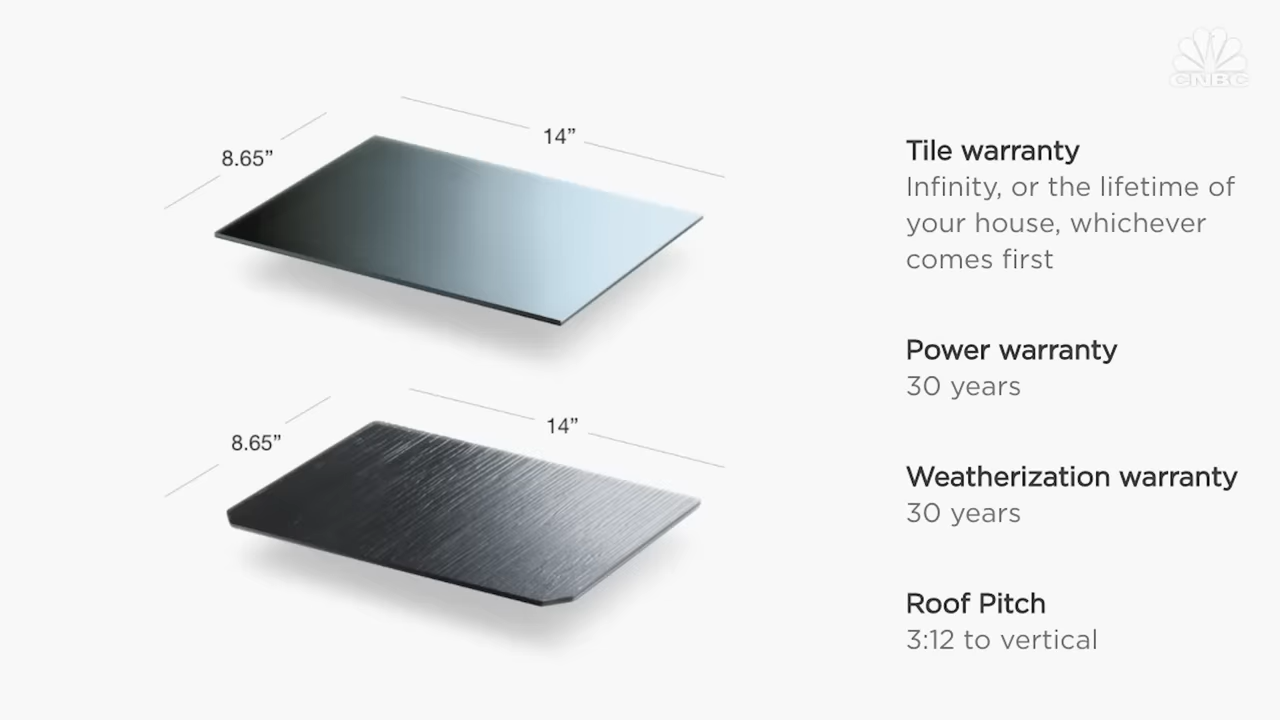 CNBC
8.65”
14”
8.65”
14”
Tile warranty
Infinity, or the lifetime of
your house, whichever
comes first
Power warranty
30 years
Weatherization warranty
30 years
Roof Pitch
3:12 to vertical